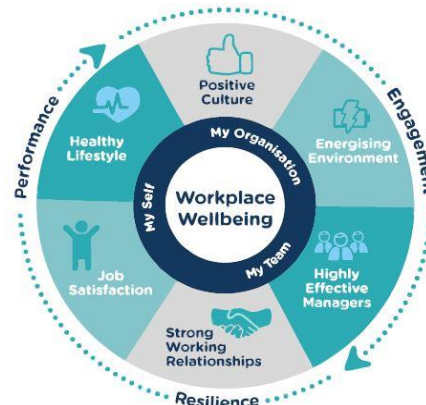 Positive
Culture
Energising
Environment
Highly
Effective
Managers
Strong
Working
Relationships
Job
Satisfaction
Healthy
Lifestyle
My Organisation
My Team
My Self
Workplace
Wellbeing
Engagement
Resilience
Performance